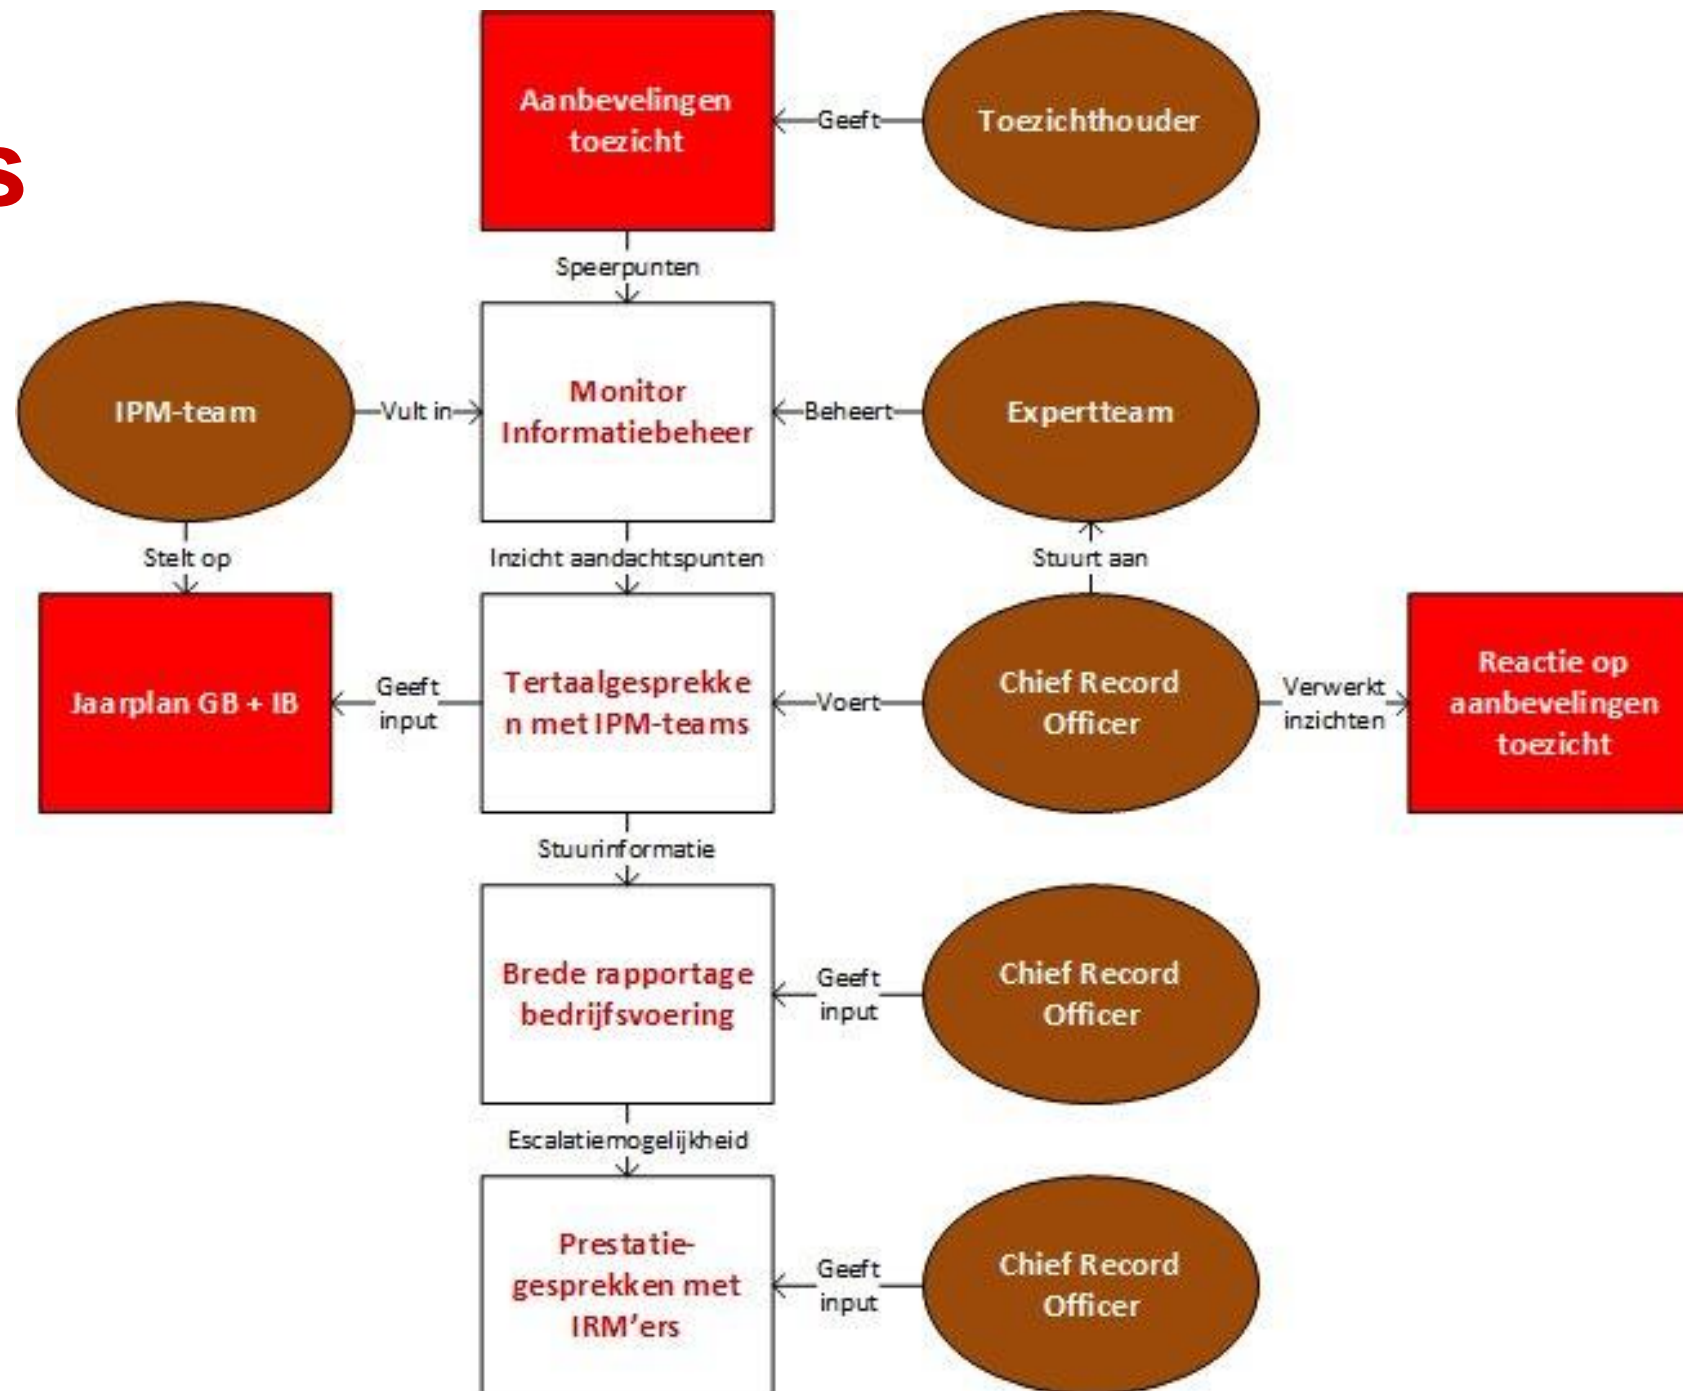 Aanbevelingen
toezicht
Geeft
Toezichthouder
s
Speerpunten
IPM-team
Vult in
Monitor
Informatiebeheer
Beheert
Expertteam
Stelt op
Inzicht aandachtspunten
Stuurt aan
Jaarplan GB + IB
Geeft
input
Tertaalgesprekke
n met IPM-teams
Voert
Chief Record
Officer
Verwerkt
inzichten
Reactie op
aanbevelingen
toezicht
Stuurinformatie
Brede rapportage
bedrijfsvoering
Geeft
input
Chief Record
Officer
Escalatiemogelijkheid
Prestatie-
gesprekken met
IRM’ers
Geeft
input
Chief Record
Officer